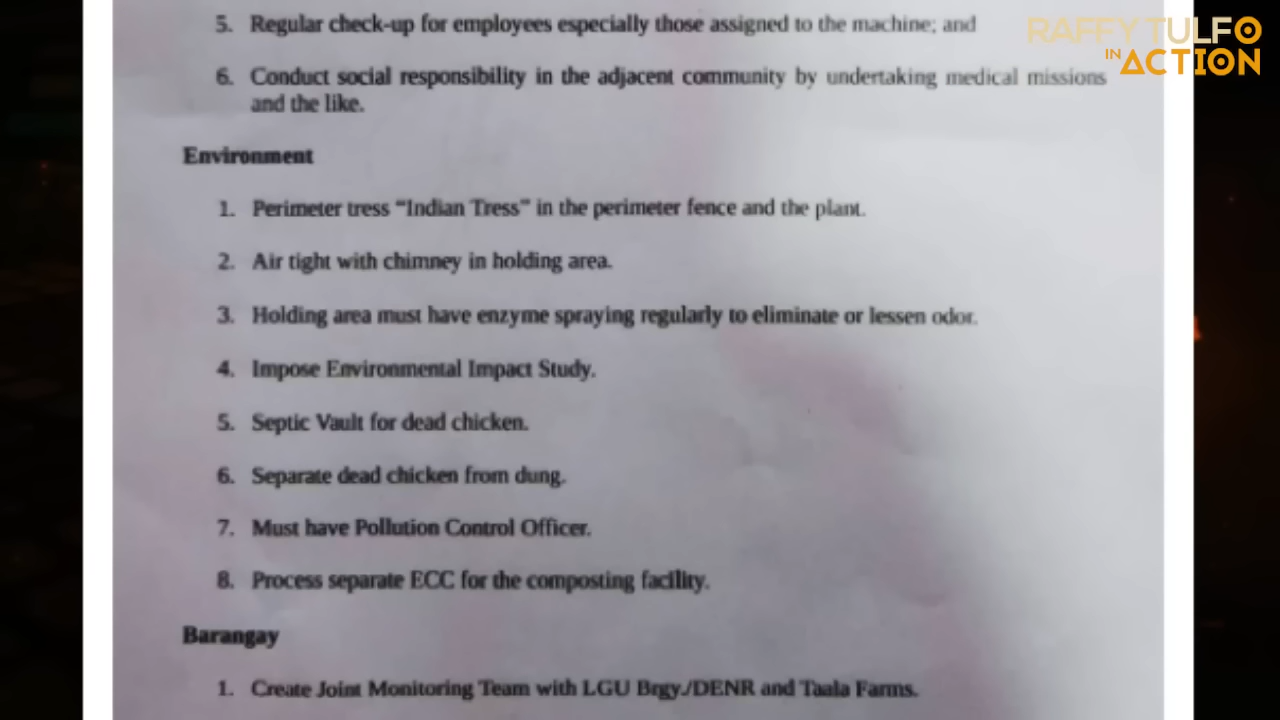 RAFFY TULFO
IN ACTION
5. Regular check-up for employees especially those assigned to the machine; and
6. Conduct social responsibility in the adjacent community by undertaking medical missions
and the like.
Environment
1. Perimeter tress “Indian Tress” in the perimeter fence and the plant.
2. Air tight with chimney in holding area.
3. Holding area must have enzyme spraying regularly to eliminate or lessen odor.
4. Impose Environmental Impact Study.
5. Septic Vault for dead chicken.
6. Separate dead chicken from dung.
7. Must have Pollution Control Officer.
8. Process separate ECC for the composting facility.
Barangay
1. Create Joint Monitoring Team with LGU Brgy./DENR and Taala Farms.